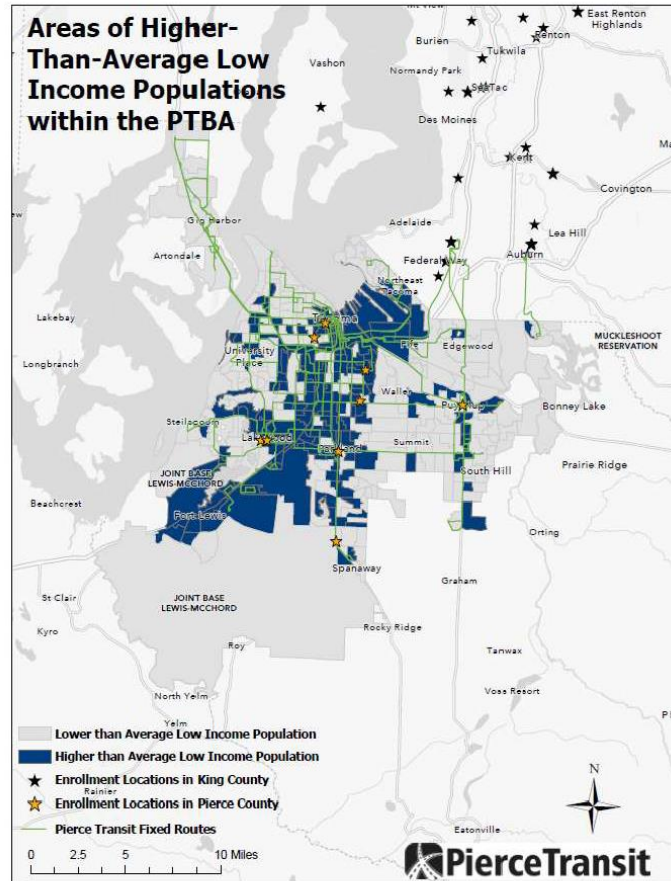 Areas of Higher-
Than-Average Low
Income Populations
within the PTBA
East Renton
Highlands
Renton
Burien
Tukwila
Vashon
Normandy Park
SeaTac
Des Moines
Kent
Covington
Adelaide
Lea Hill
Gig Harbor
Artondale
Federal Way
Auburn
Northeast
Tacoma
Tacoma
Lakebay
Fife
Edgewood
MUCKLESHOOT
RESERVATION
University
Place
Longbranch
Waller
Puyallup
Bonney Lake
Steilacoom
Lakewood
Parkland
Summit
South Hill
Prairie Ridge
JOINT BASE
LEWIS-MCCHORD
Beachcrest
Fort Lewis
Orting
Spanaway
Graham
St Clair
JOINT BASE
LEWIS-MCCHORD
Kyro
Roy
Rocky Ridge
Tanwax
Voss Resort
North Yelm
Yelm
Lower than Average Low Income Population
Higher than Average Low Income Population
Enrollment Locations in King County
Rainier
Enrollment Locations in Pierce County
Pierce Transit Fixed Routes
N
Eatonville
0 2.5 5 10 Miles
PierceTransit